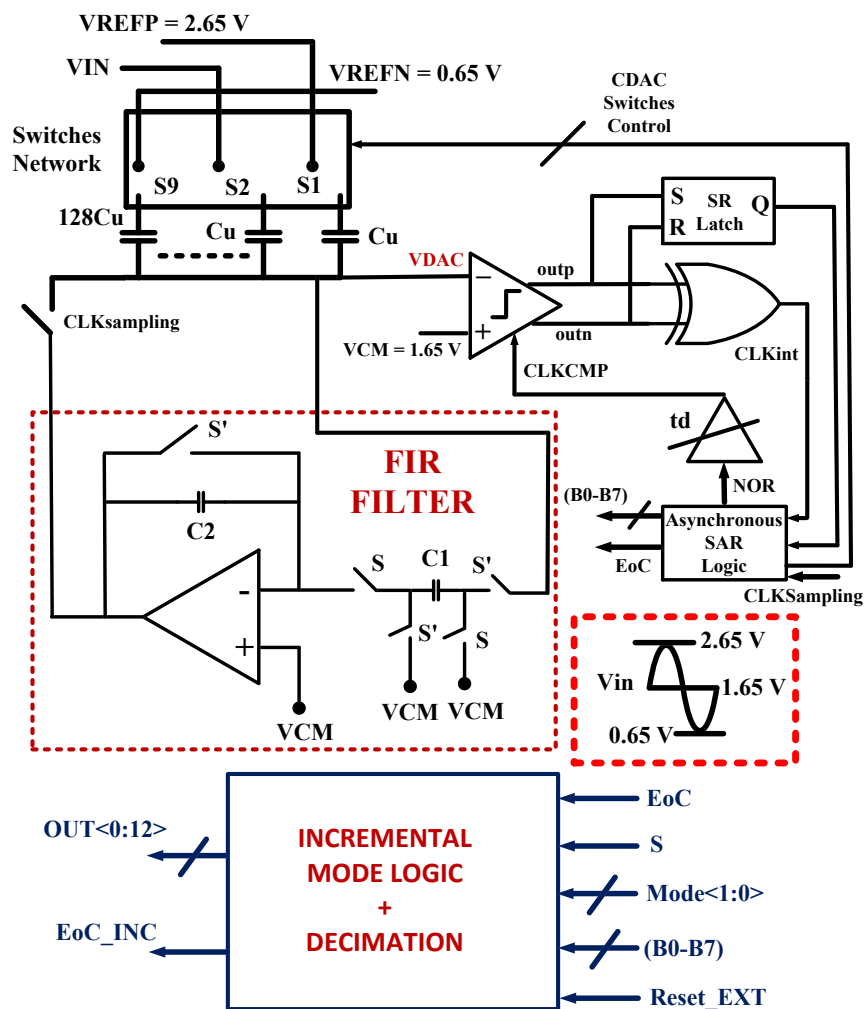 VREFP = 2.65 V
VIN
VREFN = 0.65 V
Switches
Network
S9
S2
S1
128Cu
Cu
Cu
CDAC
Switches
Control
S
R
SR
Latch
Q
VDAC
−
+
outp
outn
VCM = 1.65 V
CLKCMP
CLKint
CLKsampling
td
NOR
(B0-B7)
EoC
Asynchronous
SAR
Logic
CLKSampling
S'
C2
FIR
FILTER
-
+
S
C1
S'
S'
S
VCM
VCM
VCM
2.65 V
Vin
1.65 V
0.65 V
OUT<0:12>
EoC_INC
INCREMENTAL
MODE LOGIC
+
DECIMATION
EoC
S
Mode<1:0>
(B0-B7)
Reset_EXT